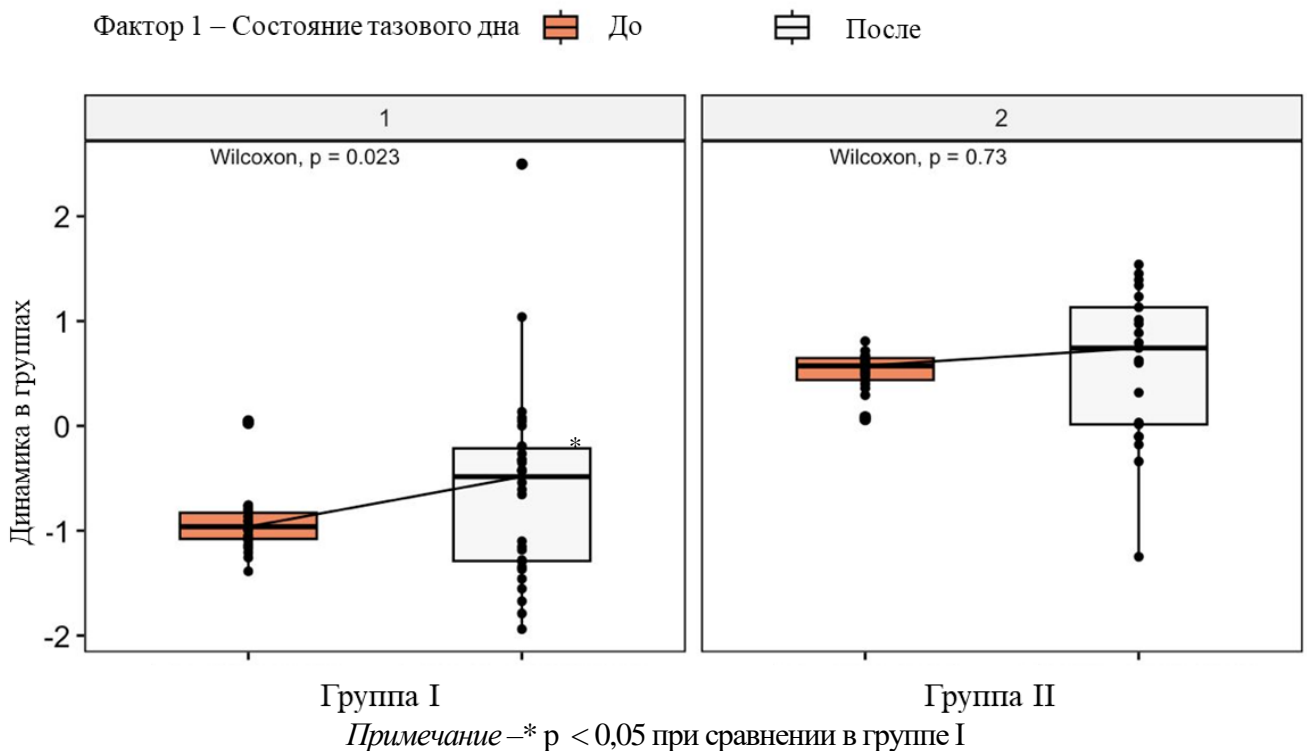 Фактор 1 – Состояние тазового дна До После
1 2
Wilcoxon, p = 0.023 Wilcoxon, p = 0.73
Динамика в группах
2
1
0
-1
-2
*
Группа I Группа II
Примечание –* p < 0,05 при сравнении в группе I